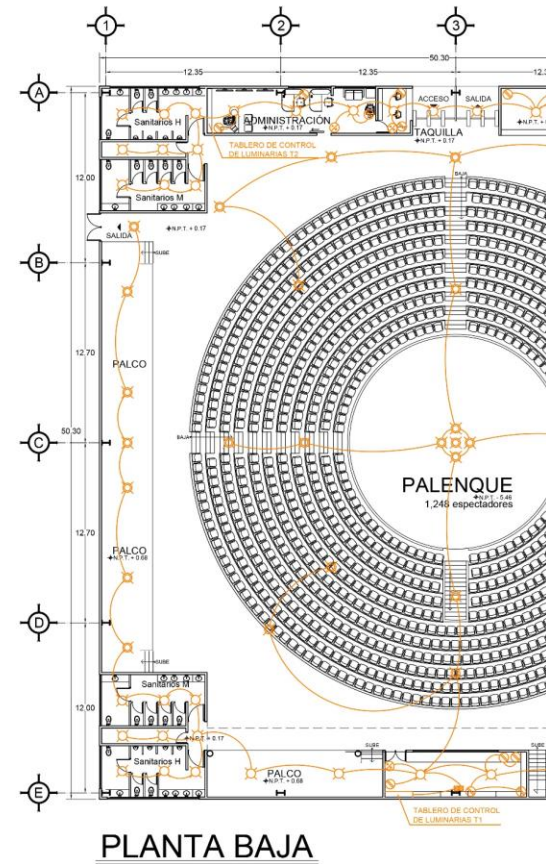 1
2
3
50.30
12.35
12.35
12.3
A
Sanitarios H
ADMINISTRACIÓN
N.P.T. + 0.17
ACCESO
SALIDA
TAQUILLA
N.P.T. + 0.17
TABLERO DE CONTROL
DE LUMINARIAS T2
12.00
Sanitarios M
BAJA
SALIDA
N.P.T. + 0.17
B
SUBE
12.70
PALCO
50.30
C
BAJA
PALENQUE
N.P.T. - 5.46
1,248 espectadores
12.70
PALCO
N.P.T. + 0.68
D
SUBE
Sanitarios M
12.00
N.P.T. + 0.17
SUBE
SUBE
Sanitarios H
PALCO
N.P.T. + 0.68
E
TABLERO DE CONTROL
DE LUMINARIAS T1
PLANTA BAJA